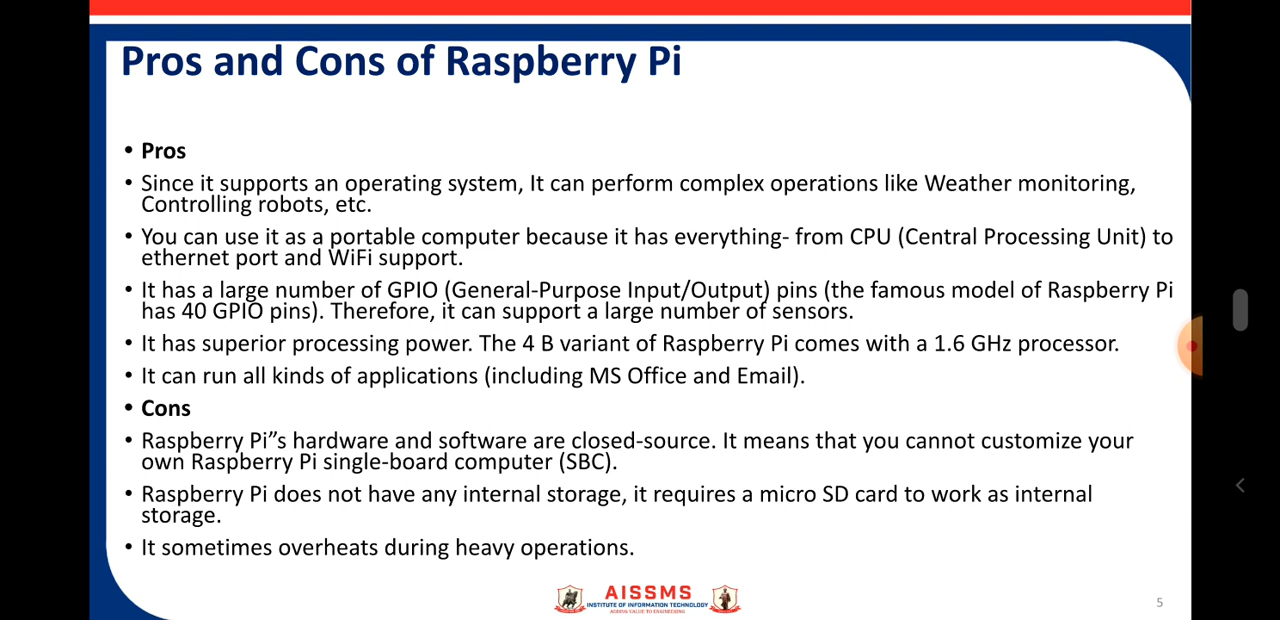 Pros and Cons of Raspberry Pi
• Pros
• Since it supports an operating system, It can perform complex operations like Weather monitoring,
Controlling robots, etc.
• You can use it as a portable computer because it has everything- from CPU (Central Processing Unit) to
ethernet port and WiFi support.
• It has a large number of GPIO (General-Purpose Input/Output) pins (the famous model of Raspberry Pi
has 40 GPIO pins). Therefore, it can support a large number of sensors.
• It has superior processing power. The 4 B variant of Raspberry Pi comes with a 1.6 GHz processor.
• It can run all kinds of applications (including MS Office and Email).
• Cons
• Raspberry Pi”s hardware and software are closed-source. It means that you cannot customize your
own Raspberry Pi single-board computer (SBC).
• Raspberry Pi does not have any internal storage, it requires a micro SD card to work as internal
storage.
• It sometimes overheats during heavy operations.
AISSMS
INSTITUTE OF INFORMATION TECHNOLOGY
ADDING VALUE TO ENGINEERING
5